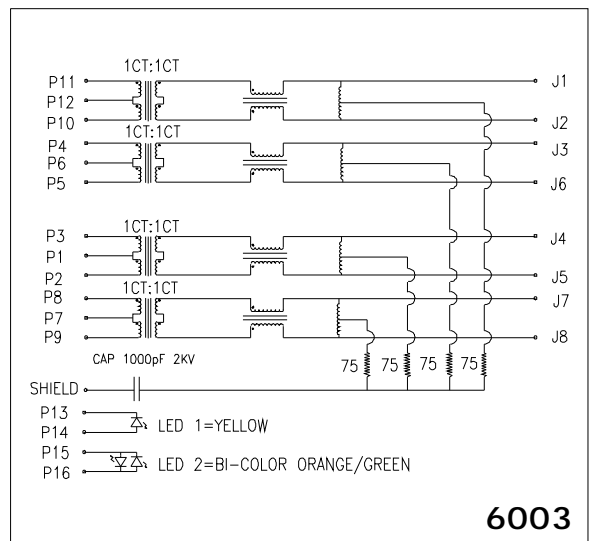 1CT:1CT
P11 J1
P12
1CT:1CT
P10 J2
P4 J3
P6
P5 J6
1CT:1CT
P3 J4
P1
P2 J5
1CT:1CT
P8 J7
P7
P9 J8
CAP 1000pF 2KV 75 75 75 75
SHIELD
P13
P14 LED 1=YELLOW
P15
P16 LED 2=BI-COLOR ORANGE/GREEN
6003